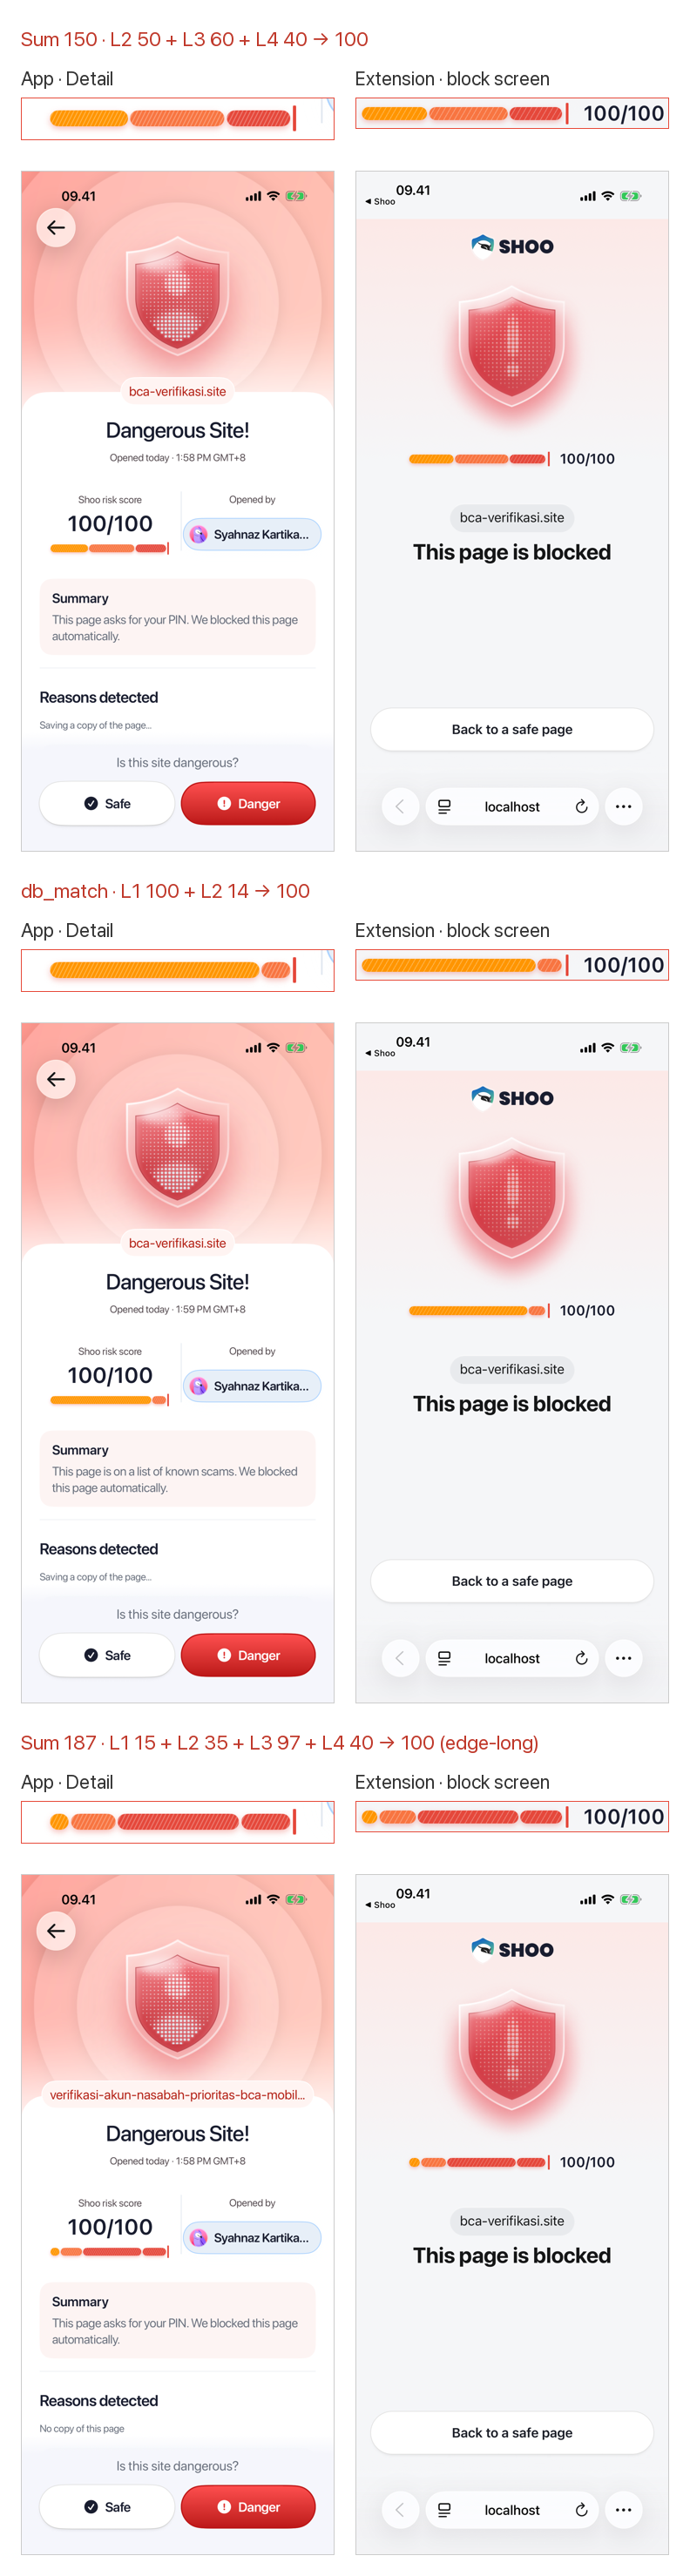 Sum 150 · L2 50 + L3 60 + L4 40 → 100
App · Detail
Extension · block screen
100/100
09.41
bca-verifikasi.site
Dangerous Site!
Opened today · 1:58 PM GMT+8
Shoo risk score
Opened by
100/100
Syahnaz Kartika...
Summary
This page asks for your PIN. We blocked this page
automatically.
Reasons detected
Saving a copy of the page...
Is this site dangerous?
Safe
Danger
09.41
◀ Shoo
SHOO
100/100
bca-verifikasi.site
This page is blocked
Back to a safe page
localhost
db_match · L1 100 + L2 14 → 100
App · Detail
Extension · block screen
100/100
09.41
bca-verifikasi.site
Dangerous Site!
Opened today · 1:59 PM GMT+8
Shoo risk score
Opened by
100/100
Syahnaz Kartika...
Summary
This page is on a list of known scams. We blocked
this page automatically.
Reasons detected
Saving a copy of the page...
Is this site dangerous?
Safe
Danger
09.41
◀ Shoo
SHOO
100/100
bca-verifikasi.site
This page is blocked
Back to a safe page
localhost
Sum 187 · L1 15 + L2 35 + L3 97 + L4 40 → 100 (edge-long)
App · Detail
Extension · block screen
100/100
09.41
verifikasi-akun-nasabah-prioritas-bca-mobil...
Dangerous Site!
Opened today · 1:58 PM GMT+8
Shoo risk score
Opened by
100/100
Syahnaz Kartika...
Summary
This page asks for your PIN. We blocked this page
automatically.
Reasons detected
No copy of this page
Is this site dangerous?
Safe
Danger
09.41
◀ Shoo
SHOO
100/100
bca-verifikasi.site
This page is blocked
Back to a safe page
localhost